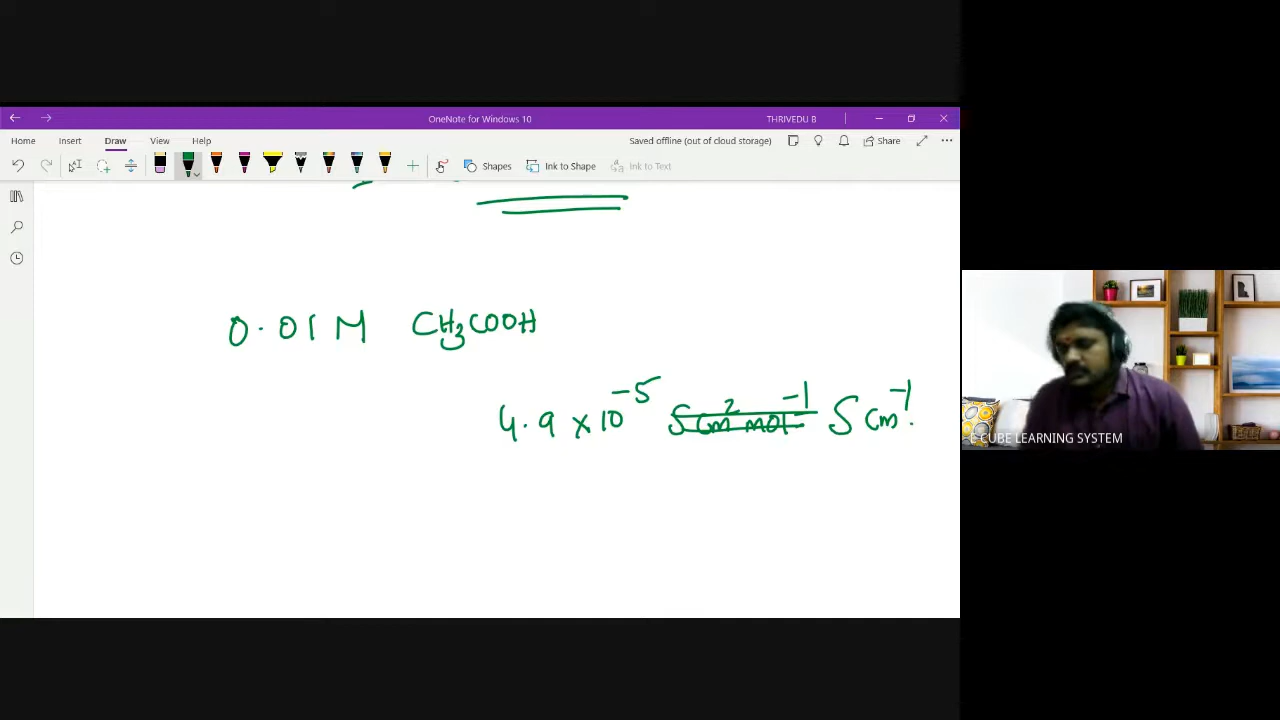 OneNote for Windows 10
THRIVEDU B
Home Insert Draw View Help
Saved offline (out of cloud storage)
Share
Shapes
Ink to Shape
Ink to Text
0.01 M CH3COOH
4.9 × 10⁻⁵ S cm² mol⁻¹ S cm⁻¹.
E CUBE LEARNING SYSTEM